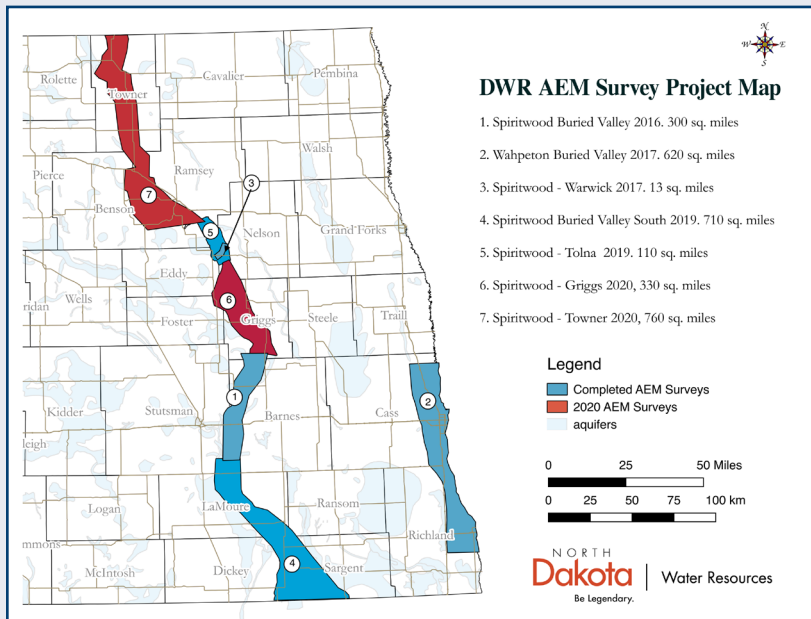 N
W E
S
DWR AEM Survey Project Map
1. Spiritwood Buried Valley 2016. 300 sq. miles
2. Wahpeton Buried Valley 2017. 620 sq. miles
3. Spiritwood - Warwick 2017. 13 sq. miles
4. Spiritwood Buried Valley South 2019. 710 sq. miles
5. Spiritwood - Tolna 2019. 110 sq. miles
6. Spiritwood - Griggs 2020, 330 sq. miles
7. Spiritwood - Towner 2020, 760 sq. miles
Legend
Completed AEM Surveys
2020 AEM Surveys
aquifers
0 25 50 Miles
0 25 50 75 100 km
NORTH
Dakota
Be Legendary.
Water Resources
Rolette
Towner
Cavalier
Pembina
Walsh
Pierce
Ramsey
Benson
3
7
5
Nelson
Grand Forks
Eddy
6
Wells
ridan
Foster
Griggs
Steele
Traill
1
2
Kidder
Stutsman
Barnes
Cass
leigh
Logan
LaMoure
Ransom
Richland
mmons
McIntosh
Dickey
4
Sargent